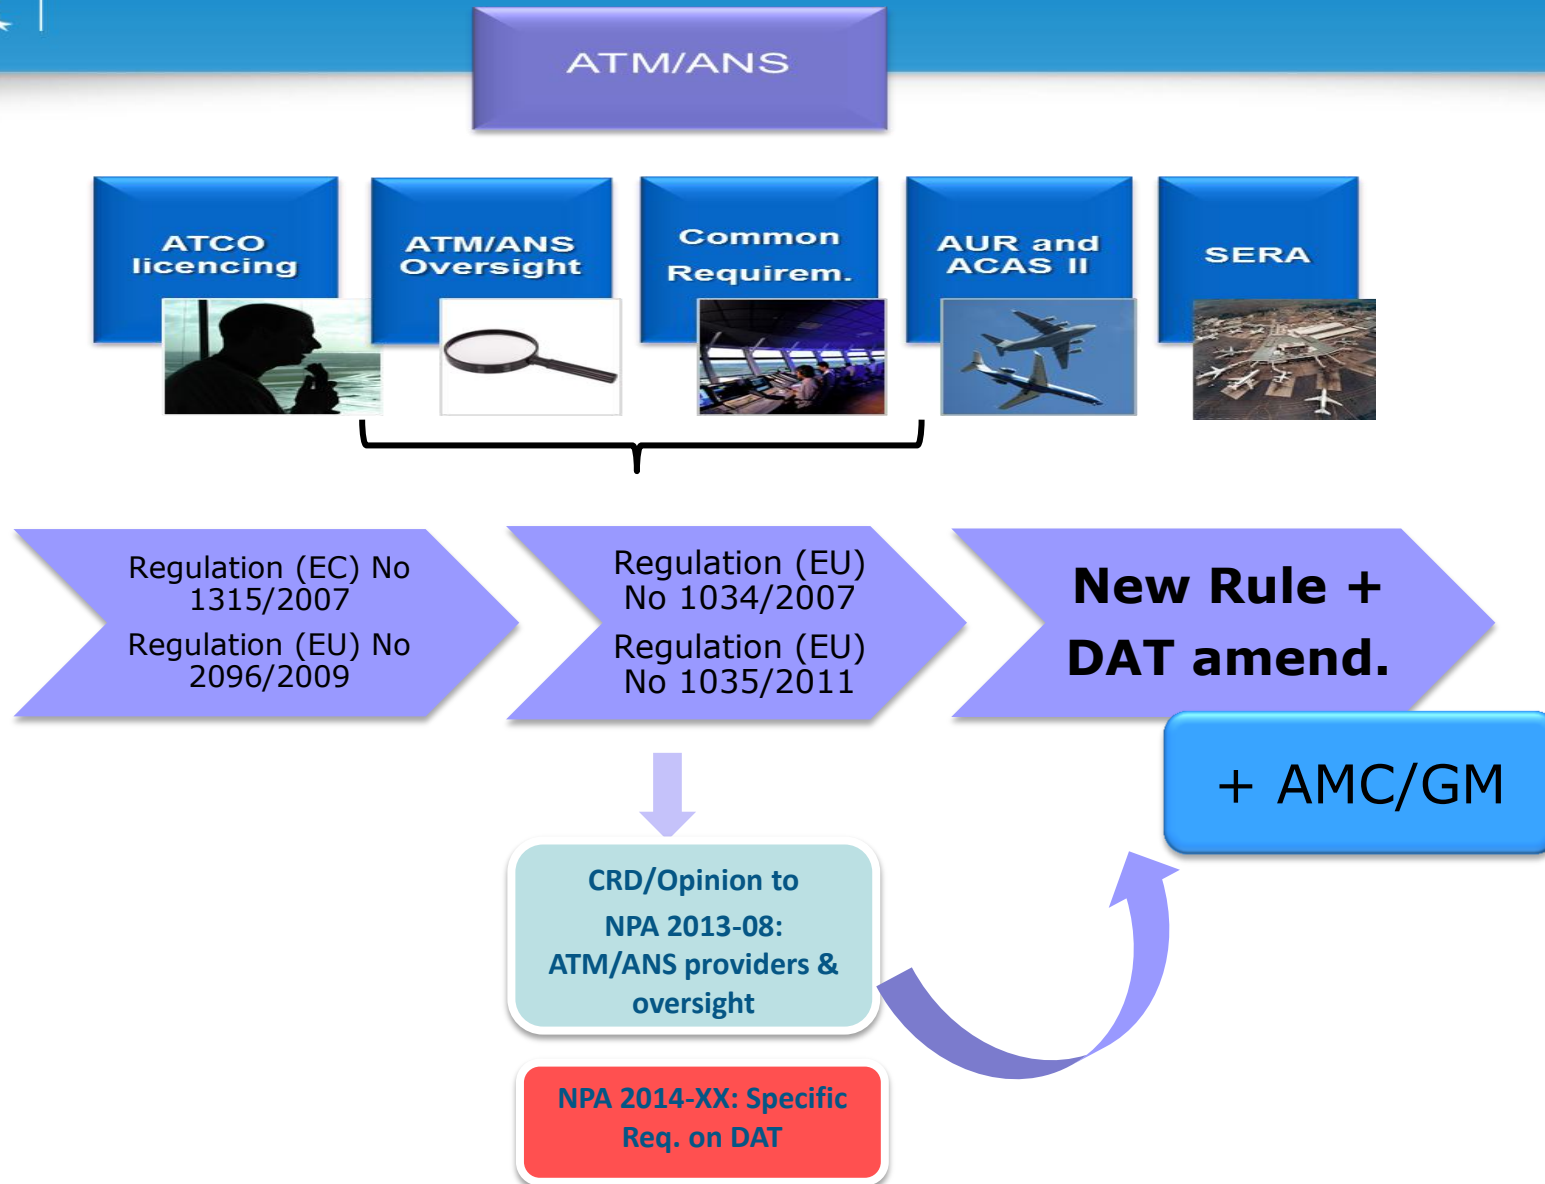 ATM/ANS
ATCO
licencing
ATM/ANS
Oversight
Common
Requirem.
AUR and
ACAS II
SERA
Regulation (EC) No
1315/2007
Regulation (EU) No
2096/2009
Regulation (EU)
No 1034/2007
Regulation (EU)
No 1035/2011
New Rule +
DAT amend.
+ AMC/GM
CRD/Opinion to
NPA 2013-08:
ATM/ANS providers &
oversight
NPA 2014-XX: Specific
Req. on DAT